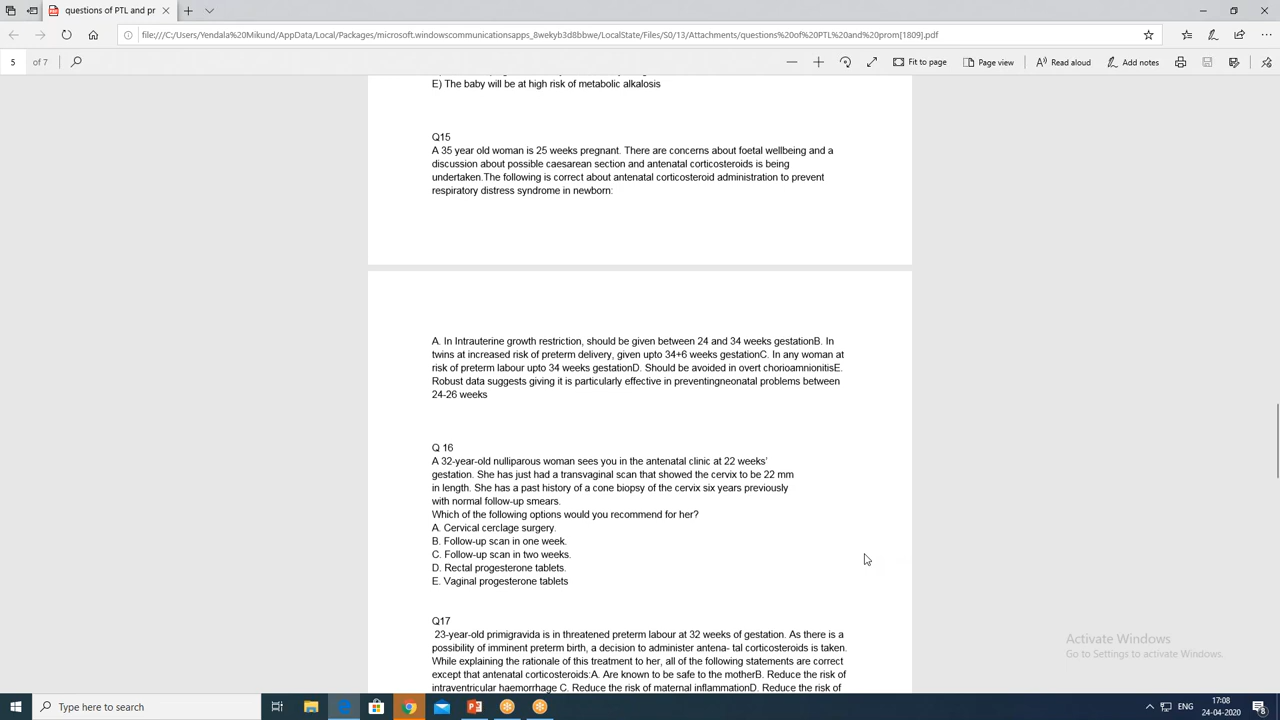 questions of PTL and pr
file:///C:/Users/Yendala%20Mikund/AppData/Local/Packages/microsoft.windowscommunicationsapps_8wekyb3d8bbwe/LocalState/Files/S0/13/Attachments/questions%20of%20PTL%20and%20prom[1809].pdf
5 of 7
Fit to page
Page view
Read aloud
Add notes
E) The baby will be at high risk of metabolic alkalosis
Q15
A 35 year old woman is 25 weeks pregnant. There are concerns about foetal wellbeing and a
discussion about possible caesarean section and antenatal corticosteroids is being
undertaken.The following is correct about antenatal corticosteroid administration to prevent
respiratory distress syndrome in newborn:
A. In Intrauterine growth restriction, should be given between 24 and 34 weeks gestationB. In
twins at increased risk of preterm delivery, given upto 34+6 weeks gestationC. In any woman at
risk of preterm labour upto 34 weeks gestationD. Should be avoided in overt chorioamnionitisE.
Robust data suggests giving it is particularly effective in preventingneonatal problems between
24-26 weeks
Q 16
A 32-year-old nulliparous woman sees you in the antenatal clinic at 22 weeks'
gestation. She has just had a transvaginal scan that showed the cervix to be 22 mm
in length. She has a past history of a cone biopsy of the cervix six years previously
with normal follow-up smears.
Which of the following options would you recommend for her?
A. Cervical cerclage surgery.
B. Follow-up scan in one week.
C. Follow-up scan in two weeks.
D. Rectal progesterone tablets.
E. Vaginal progesterone tablets
Q17
23-year-old primigravida is in threatened preterm labour at 32 weeks of gestation. As there is a
possibility of imminent preterm birth, a decision to administer antena- tal corticosteroids is taken.
While explaining the rationale of this treatment to her, all of the following statements are correct
except that antenatal corticosteroids:A. Are known to be safe to the motherB. Reduce the risk of
intraventricular haemorrhage C. Reduce the risk of maternal inflammationD. Reduce the risk of
Activate Windows
Go to Settings to activate Windows.
Type here to search
ENG
17:08
24-04-2020